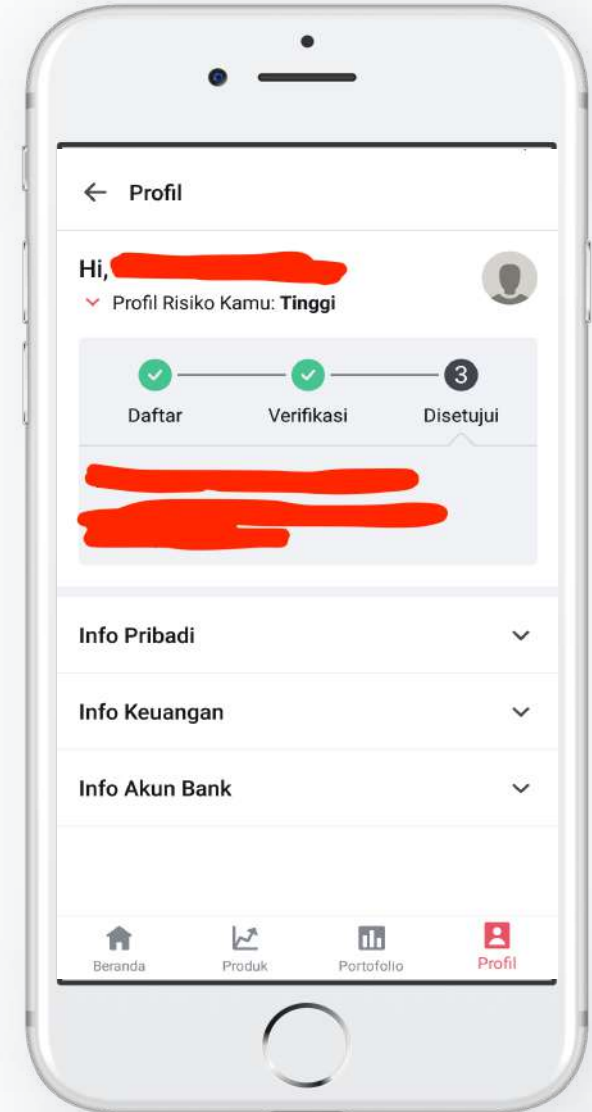 Profil
Hi,
Profil Risiko Kamu: Tinggi
3
Daftar
Verifikasi
Disetujui
Info Pribadi
Info Keuangan
Info Akun Bank
Beranda
Produk
Portofolio
Profil